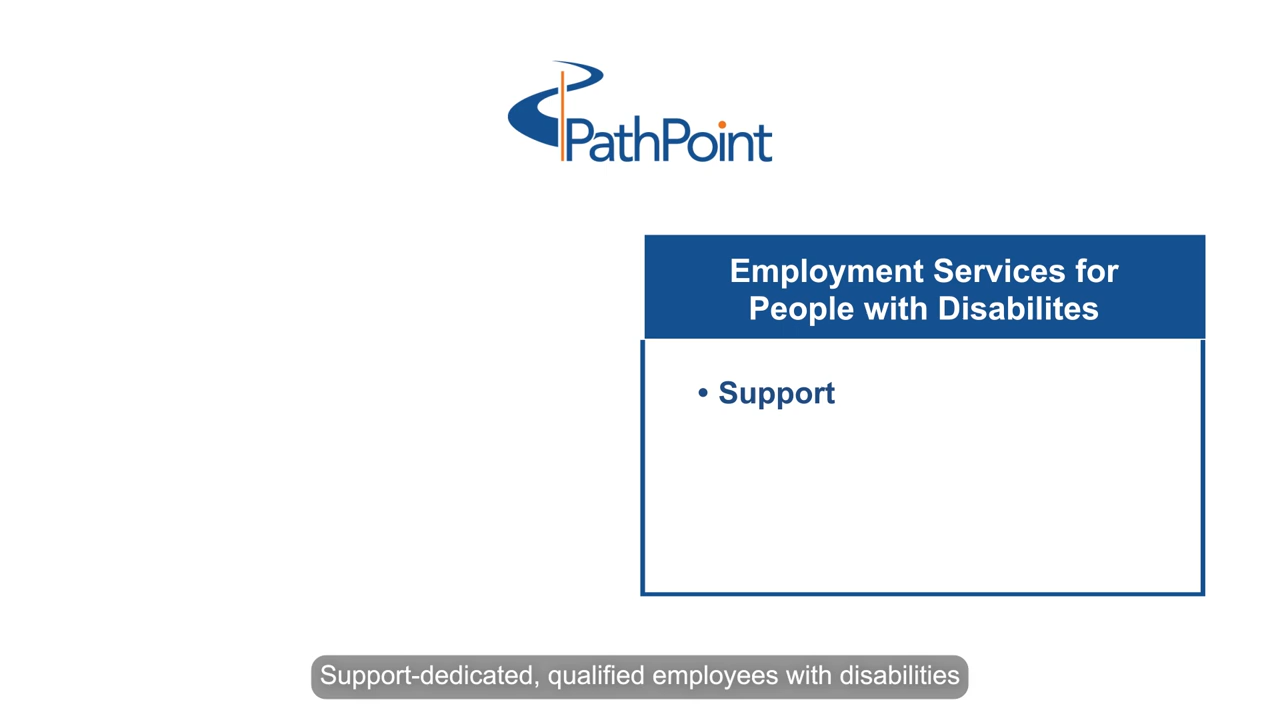 PathPoint
Employment Services for
People with Disabilites
• Support
Support-dedicated, qualified employees with disabilities